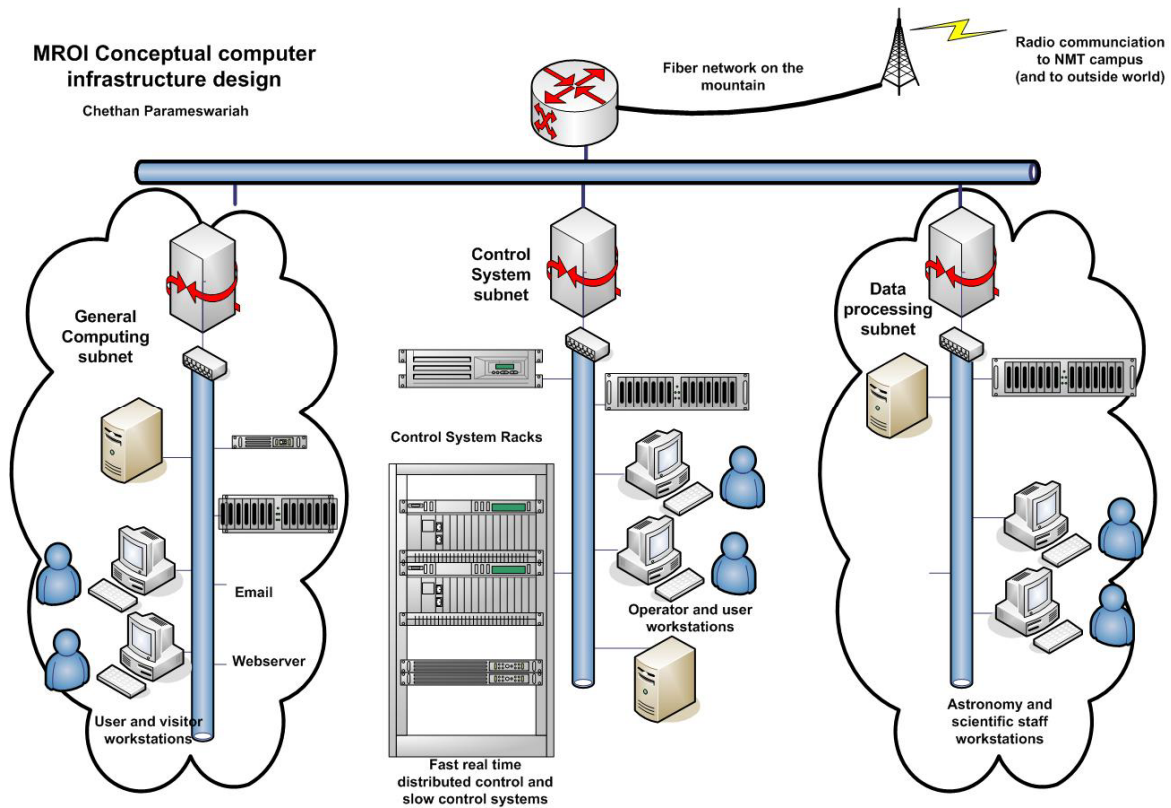 MROI Conceptual computer
infrastructure design
Chethan Parameswariah
Fiber network on the
mountain
Radio communciation
to NMT campus
(and to outside world)
General
Computing
subnet
Control
System
subnet
Data
processing
subnet
Control System Racks
Email
Webserver
User and visitor
workstations
Operator and user
workstations
Fast real time
distributed control and
slow control systems
Astronomy and
scientific staff
workstations